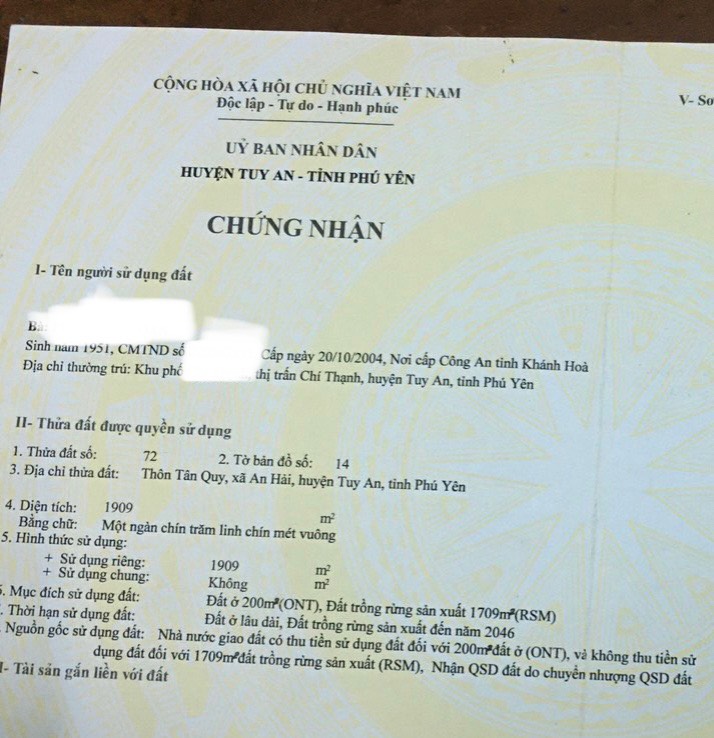 CỘNG HÒA XÃ HỘI CHỦ NGHĨA VIỆT NAM
Độc lập - Tự do - Hạnh phúc
V- Sơ
UỶ BAN NHÂN DÂN
HUYỆN TUY AN - TỈNH PHÚ YÊN
CHỨNG NHẬN
I- Tên người sử dụng đất
Bà:
Sinh năm 1951, CMTND số Cấp ngày 20/10/2004, Nơi cấp Công An tỉnh Khánh Hoà
Địa chỉ thường trú: Khu phố thị trấn Chí Thạnh, huyện Tuy An, tỉnh Phú Yên
II- Thửa đất được quyền sử dụng
1. Thửa đất số: 72 2. Tờ bản đồ số: 14
3. Địa chỉ thửa đất: Thôn Tân Quy, xã An Hải, huyện Tuy An, tỉnh Phú Yên
4. Diện tích: 1909 m²
Bằng chữ: Một ngàn chín trăm linh chín mét vuông
5. Hình thức sử dụng:
+ Sử dụng riêng: 1909 m²
+ Sử dụng chung: Không m²
6. Mục đích sử dụng đất: Đất ở 200m²(ONT), Đất trồng rừng sản xuất 1709m²(RSM)
. Thời hạn sử dụng đất: Đất ở lâu dài, Đất trồng rừng sản xuất đến năm 2046
. Nguồn gốc sử dụng đất: Nhà nước giao đất có thu tiền sử dụng đất đối với 200m²đất ở (ONT), và không thu tiền sử
dụng đất đối với 1709m²đất trồng rừng sản xuất (RSM), Nhận QSD đất do chuyển nhượng QSD đất
I- Tài sản gắn liền với đất